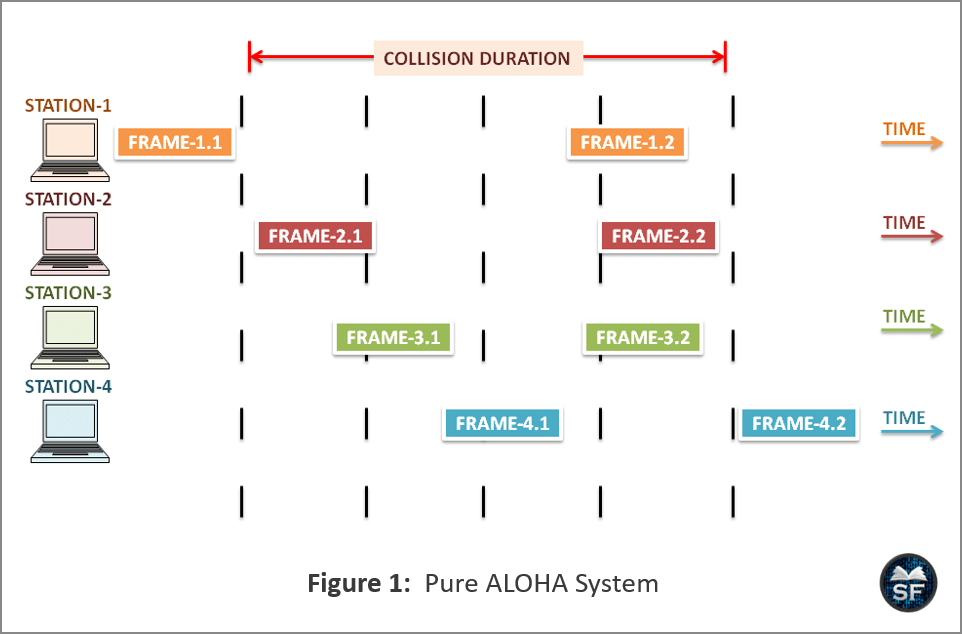 COLLISION DURATION
STATION-1
FRAME-1.1
FRAME-1.2
TIME
STATION-2
FRAME-2.1
FRAME-2.2
TIME
STATION-3
FRAME-3.1
FRAME-3.2
TIME
STATION-4
FRAME-4.1
FRAME-4.2
TIME
Figure 1: Pure ALOHA System
SF